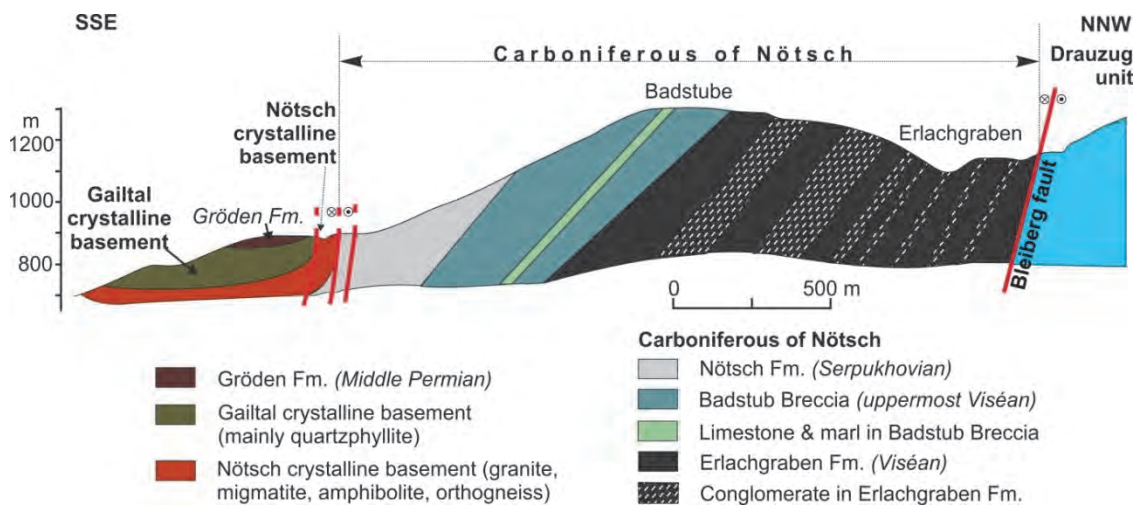 SSE
NNW
Carboniferous of Nötsch
Drauzug
unit
Badstube
Nötsch
crystalline
basement
Erlachgraben
m
1200
1000
800
Gailtal
crystalline
basement
Gröden Fm.
Bleiberg fault
0 500 m
Gröden Fm. (Middle Permian)
Gailtal crystalline basement
(mainly quartzphyllite)
Nötsch crystalline basement (granite,
migmatite, amphibolite, orthogneiss)
Carboniferous of Nötsch
Nötsch Fm. (Serpukhovian)
Badstub Breccia (uppermost Viséan)
Limestone & marl in Badstub Breccia
Erlachgraben Fm. (Viséan)
Conglomerate in Erlachgraben Fm.